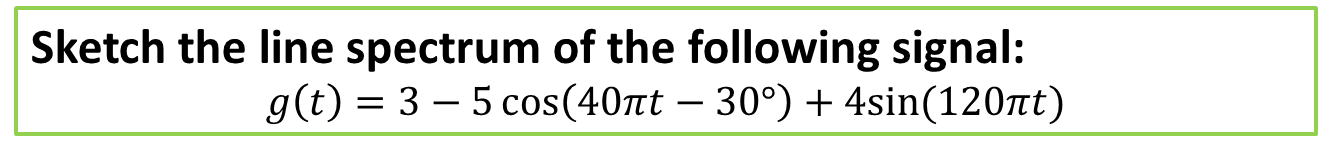 Sketch the line spectrum of the following signal:
𝑔(𝑡) = 3 − 5 cos(40𝜋𝑡 − 30°) + 4sin(120𝜋𝑡)